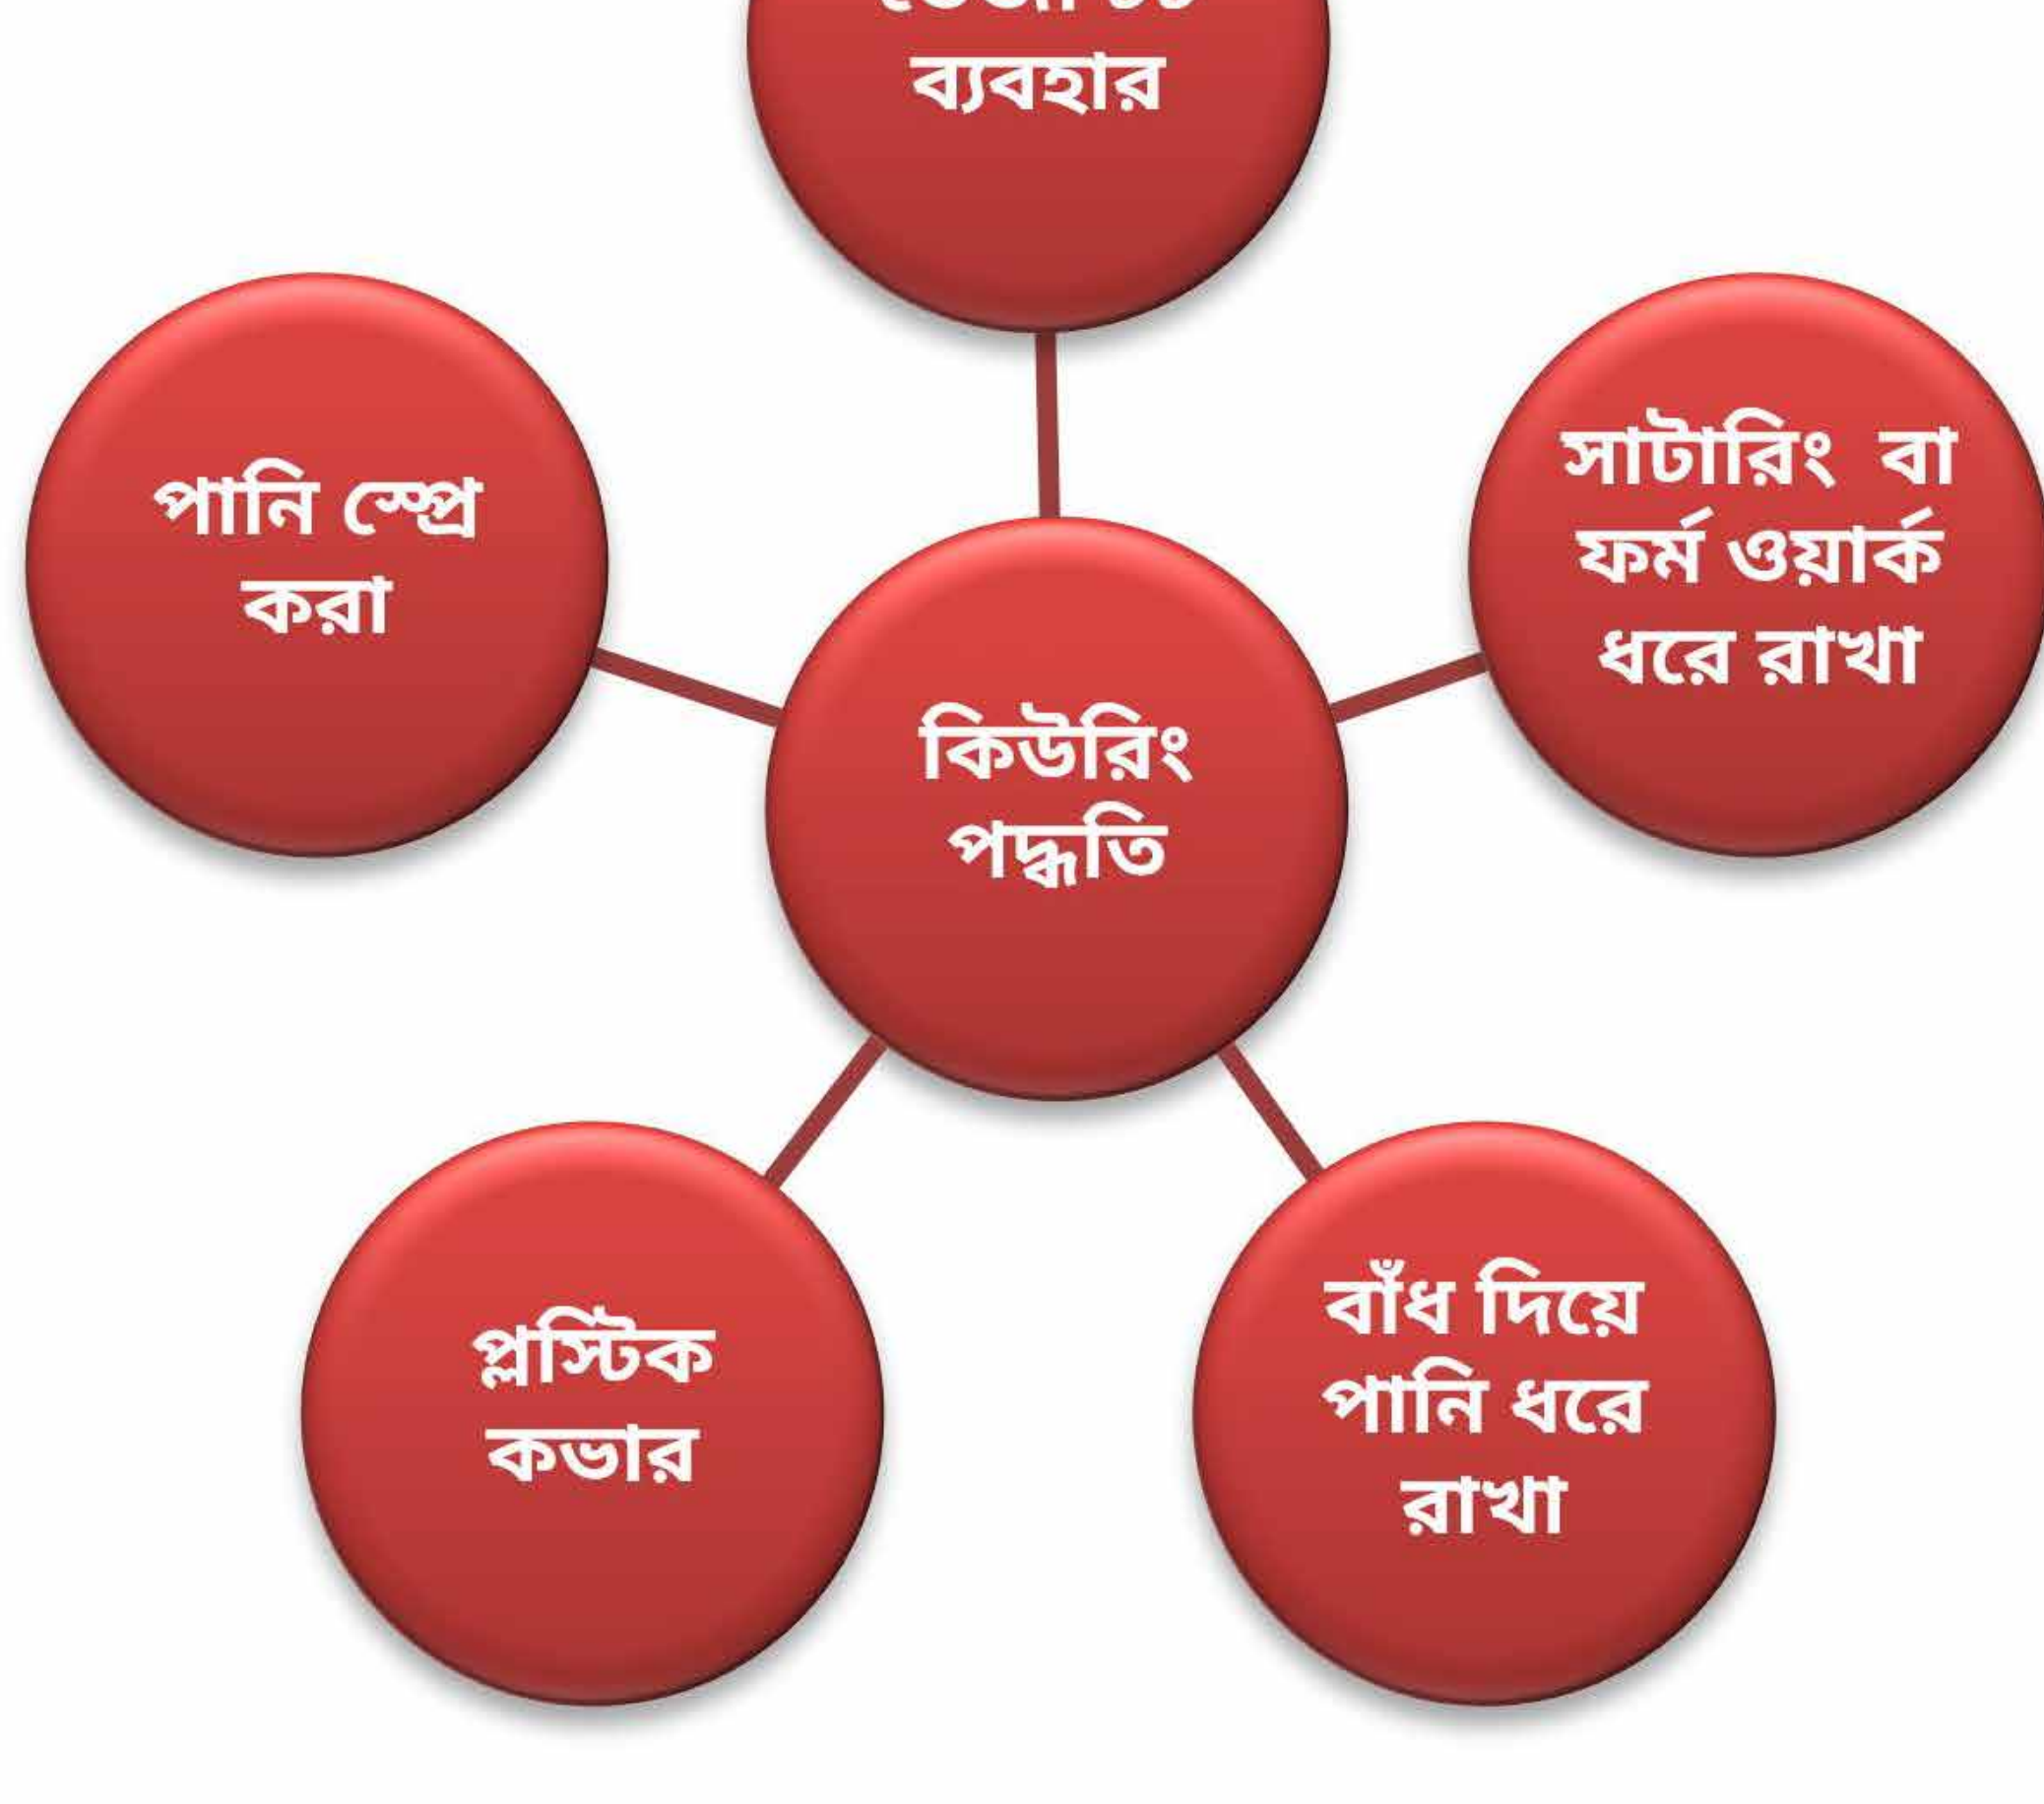 ব্যবহার
পানি স্প্রে
করা
সাটারিং বা
ফর্ম ওয়ার্ক
ধরে রাখা
কিউরিং
পদ্ধতি
প্লস্টিক
কভার
বাঁধ দিয়ে
পানি ধরে
রাখা